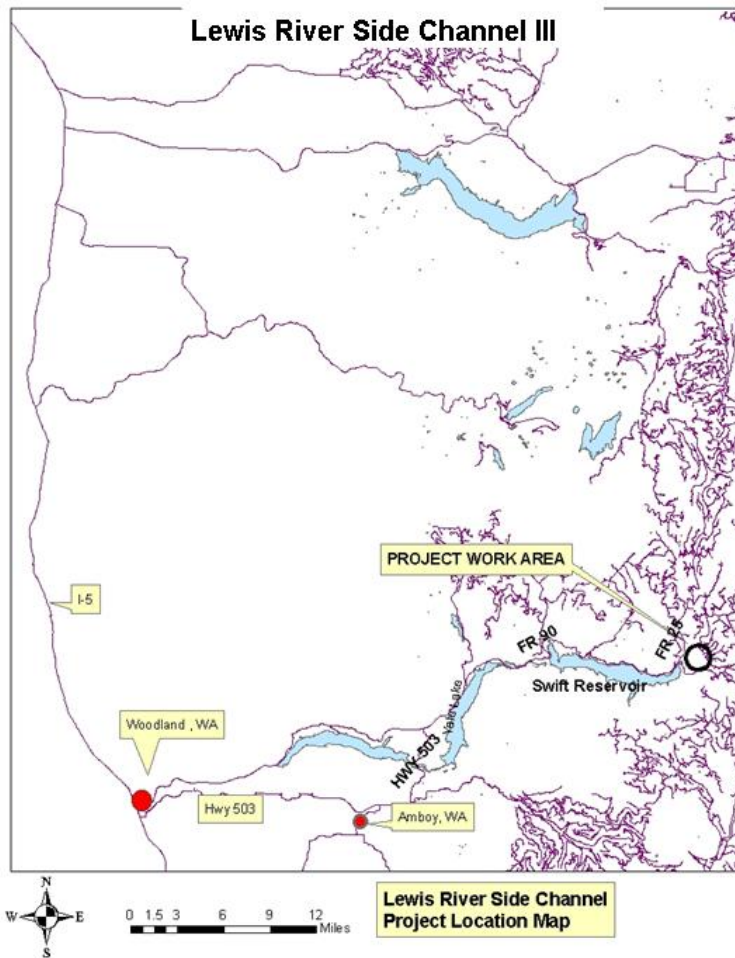 Lewis River Side Channel III
PROJECT WORK AREA
I-5
FR 25
FR 90
Swift Reservoir
Yale Lake
Woodland , WA
HWY 503
Hwy 503
Amboy, WA
N
W E
S
0 1.5 3 6 9 12
Miles
Lewis River Side Channel
Project Location Map